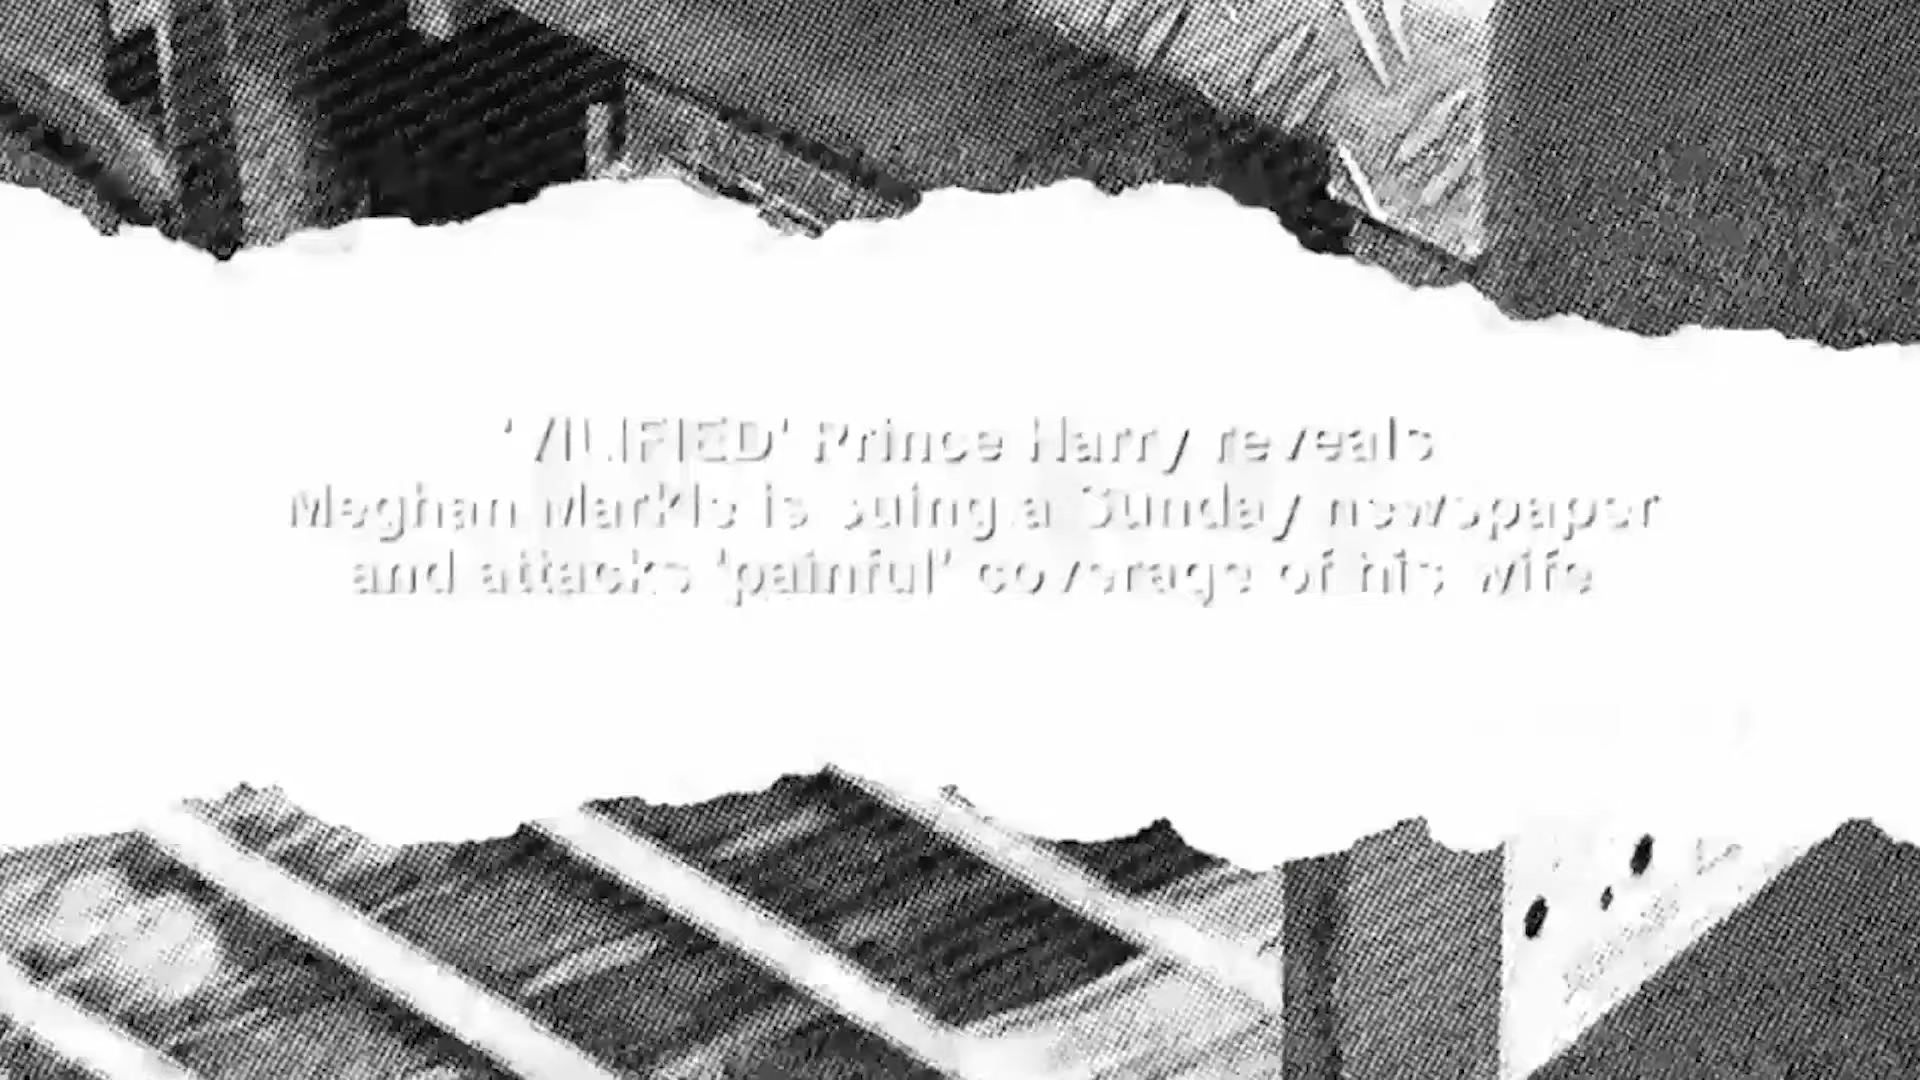 'VILIFIED' Prince Harry reveals
Meghan Markle is suing a Sunday newspaper
and attacks 'painful' coverage of his wife